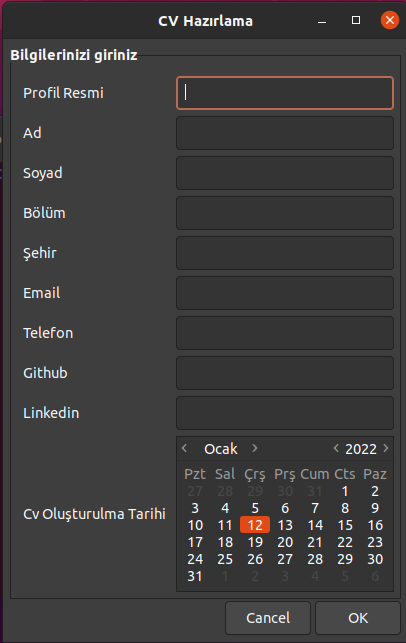 CV Hazırlama
Bilgilerinizi giriniz
Profil Resmi
Ad
Soyad
Bölüm
Şehir
Email
Telefon
Github
Linkedin
Cv Oluşturulma Tarihi
Ocak 2022
Pzt Sal Çrş Prş Cum Cts Paz
27 28 29 30 31 1 2
3 4 5 6 7 8 9
10 11 12 13 14 15 16
17 18 19 20 21 22 23
24 25 26 27 28 29 30
31 1 2 3 4 5 6
Cancel OK